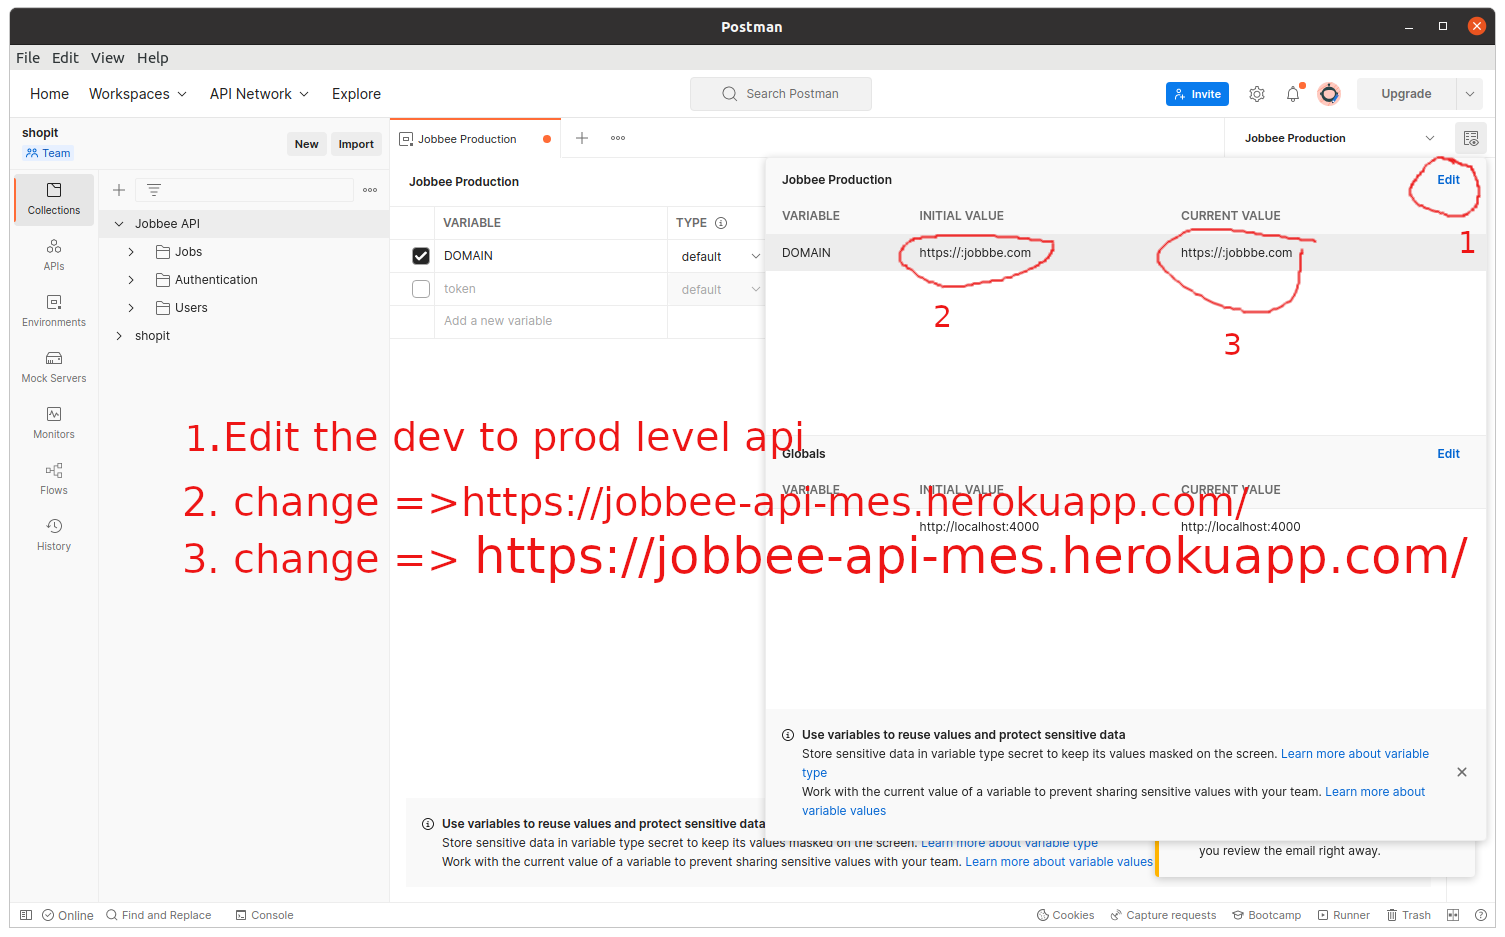 Postman
File Edit View Help
Home Workspaces API Network Explore Search Postman Invite Upgrade
shopit
Team
New Import
Jobbee Production
Jobbee Production
Collections
APIs
Environments
Mock Servers
Monitors
Flows
History
Jobbee API
Jobs
Authentication
Users
shopit
Jobbee Production
VARIABLE TYPE
DOMAIN default
token default
Add a new variable
Jobbee Production Edit
VARIABLE INITIAL VALUE CURRENT VALUE
DOMAIN https://:jobbbe.com https://:jobbbe.com
1
2
3
1.Edit the dev to prod level api
2. change =>https://jobbee-api-mes.herokuapp.com/
3. change => https://jobbee-api-mes.herokuapp.com/
Globals Edit
VARIABLE INITIAL VALUE CURRENT VALUE
http://localhost:4000 http://localhost:4000
Use variables to reuse values and protect sensitive data
Store sensitive data in variable type secret to keep its values masked on the screen. Learn more about variable
type
Work with the current value of a variable to prevent sharing sensitive values with your team. Learn more about
variable values
Use variables to reuse values and protect sensitive data
Store sensitive data in variable type secret to keep its values masked on the screen. Learn more about variable type
Work with the current value of a variable to prevent sharing sensitive values with your team. Learn more about variable values
you review the email right away.
Online Find and Replace Console Cookies Capture requests Bootcamp Runner Trash